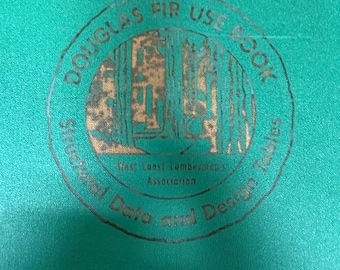 DOUGLAS FIR USE BOOK
West Coast Lumbermen's
Association
Structural Data and Design Tables